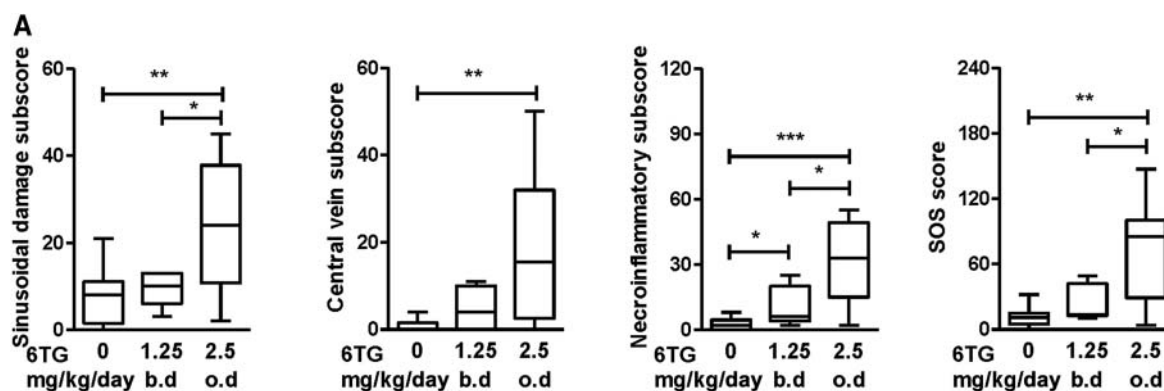 A
Sinusoidal damage subscore
60
40
20
0
**
*
6TG 0 1.25 2.5
mg/kg/day b.d o.d
Central vein subscore
60
40
20
0
**
6TG 0 1.25 2.5
mg/kg/day b.d o.d
Necroinflammatory subscore
120
90
60
30
0
***
*
*
6TG 0 1.25 2.5
mg/kg/day b.d o.d
SOS score
240
180
120
60
0
**
*
6TG 0 1.25 2.5
mg/kg/day b.d o.d